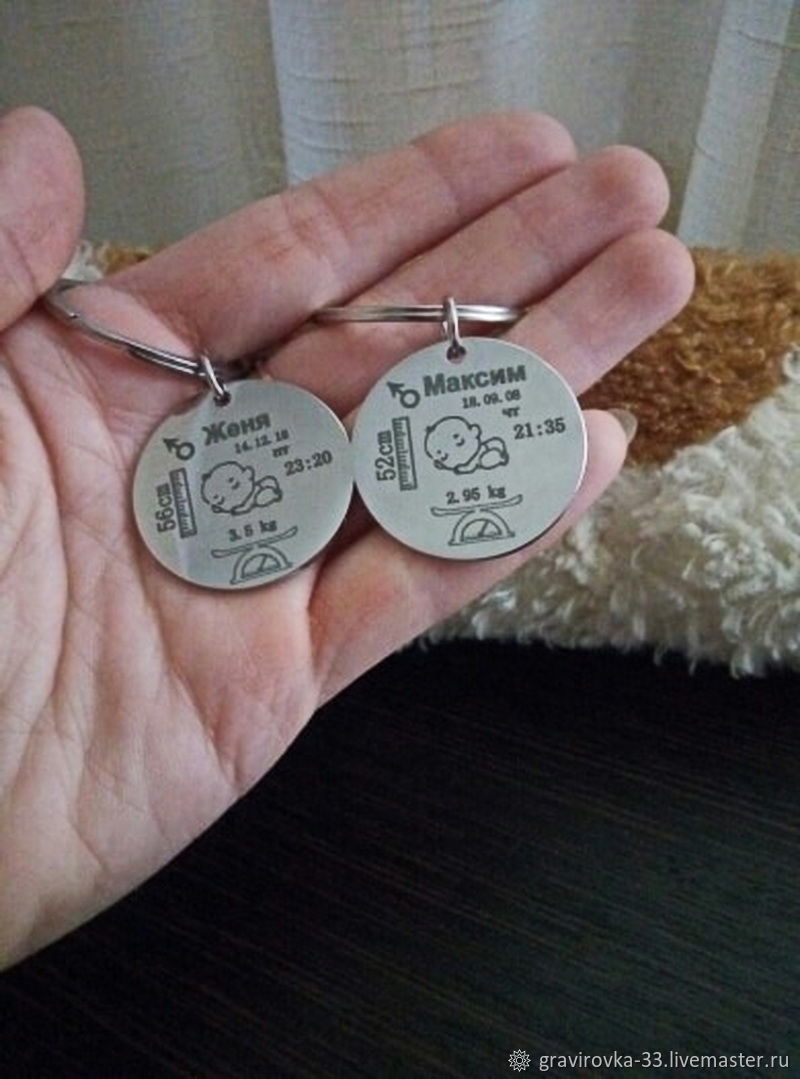 Женя
14.12.18
пт
23:20
56cm
3.5 kg
Максим
18.09.08
чт
21:35
52cm
2.95 kg
gravirovka-33.livemaster.ru